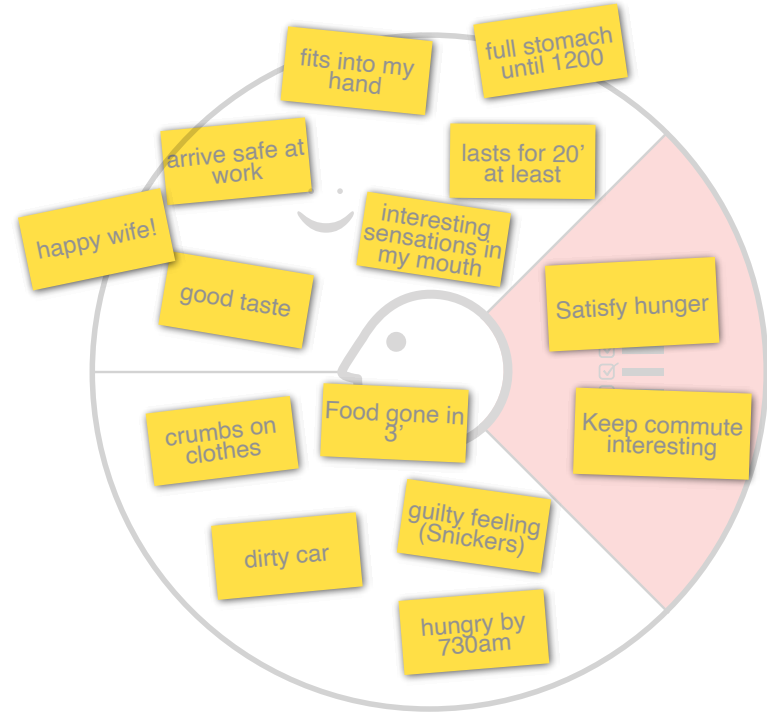 fits into my
hand
full stomach
until 1200
arrive safe at
work
lasts for 20’
at least
happy wife!
interesting
sensations in
my mouth
good taste
Satisfy hunger
Food gone in
3’
Keep commute
interesting
crumbs on
clothes
guilty feeling
(Snickers)
dirty car
hungry by
730am